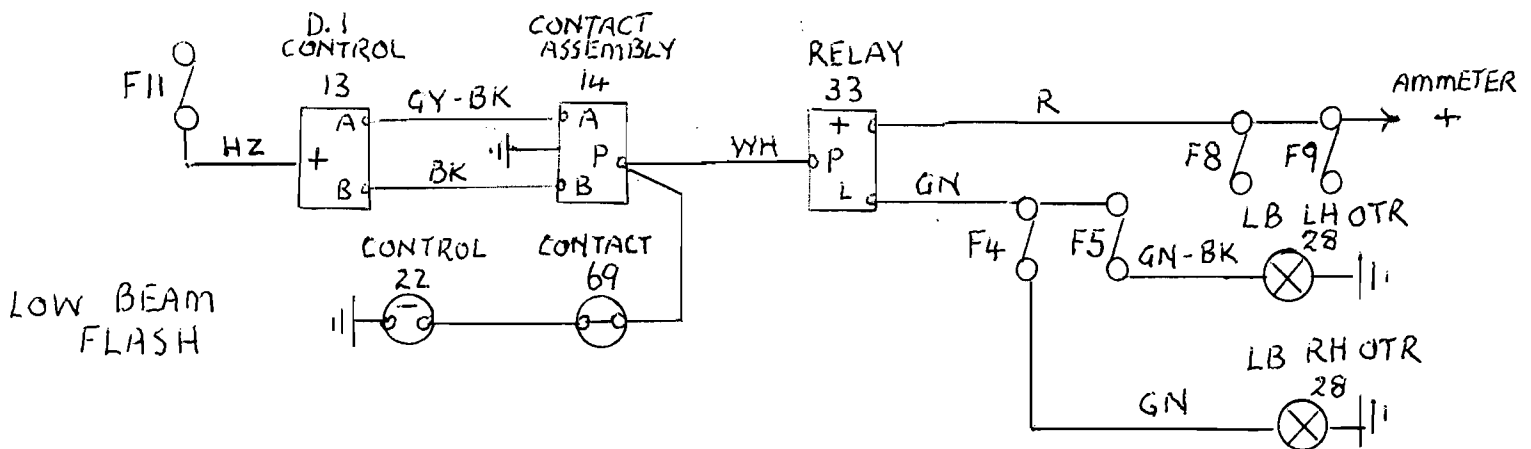 D.I
CONTROL
13
CONTACT
ASSEMBLY
14
RELAY
33
AMMETER
+
F11
HZ
+
A
B
GY-BK
BK
A
P
B
WH
+
P
L
R
F8
F9
GN
F4
F5
GN-BK
LB LH OTR
28
CONTROL
22
−
CONTACT
69
LOW BEAM
FLASH
LB RH OTR
28
GN